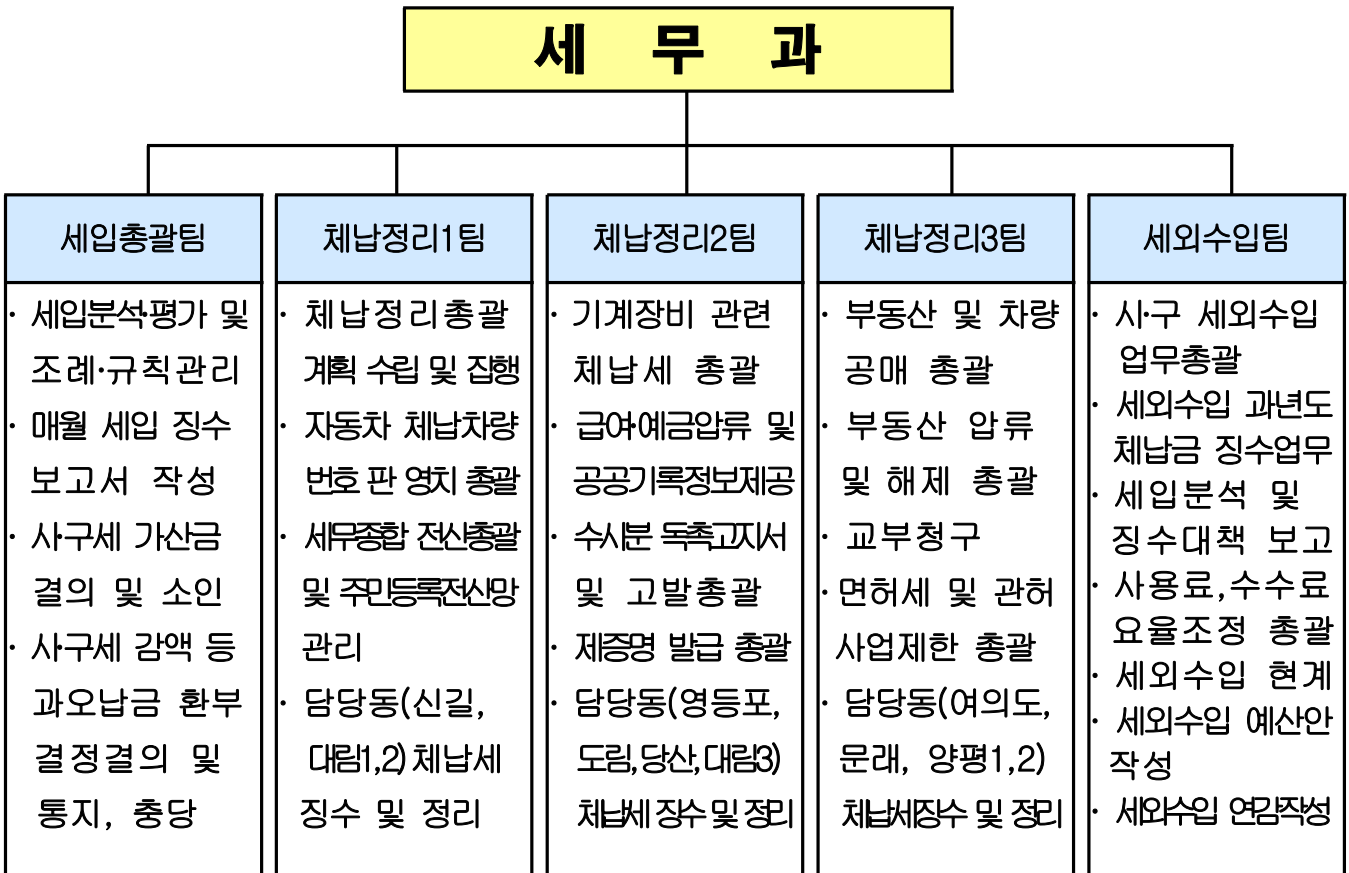 세 무 과
세입총괄팀
· 세입분석·평가 및
조례·규칙관리
· 매월 세입 징수
보고서 작성
· 시·구세 가산금
결의 및 소인
· 시·구세 감액 등
과오납금 환부
결정결의 및
통지, 충당
체납정리1팀
· 체납정리총괄
계획 수립 및 집행
· 자동차 체납차량
번호 판 영치 총괄
· 세무종합 전산총괄
및 주민등록전산망
관리
· 담당동(신길,
대림1,2) 체납세
징수 및 정리
체납정리2팀
· 기계장비 관련
체납세 총괄
· 급여·예금압류 및
공공기록정보제공
· 수시분 독촉고지서
및 고발총괄
· 제증명 발급 총괄
· 담당동(영등포,
도림,당산,대림3)
체납세 징수 및 정리
체납정리3팀
· 부동산 및 차량
공매 총괄
· 부동산 압류
및 해제 총괄
· 교부청구
· 면허세 및 관허
사업제한 총괄
· 담당동(여의도,
문래, 양평1,2)
체납세징수 및 정리
세외수입팀
· 시·구 세외수입
업무총괄
· 세외수입 과년도
체납금 징수업무
· 세입분석 및
징수대책 보고
· 사용료,수수료
요율조정 총괄
· 세외수입 현계
· 세외수입 예산안
작성
· 세외수입 연감작성